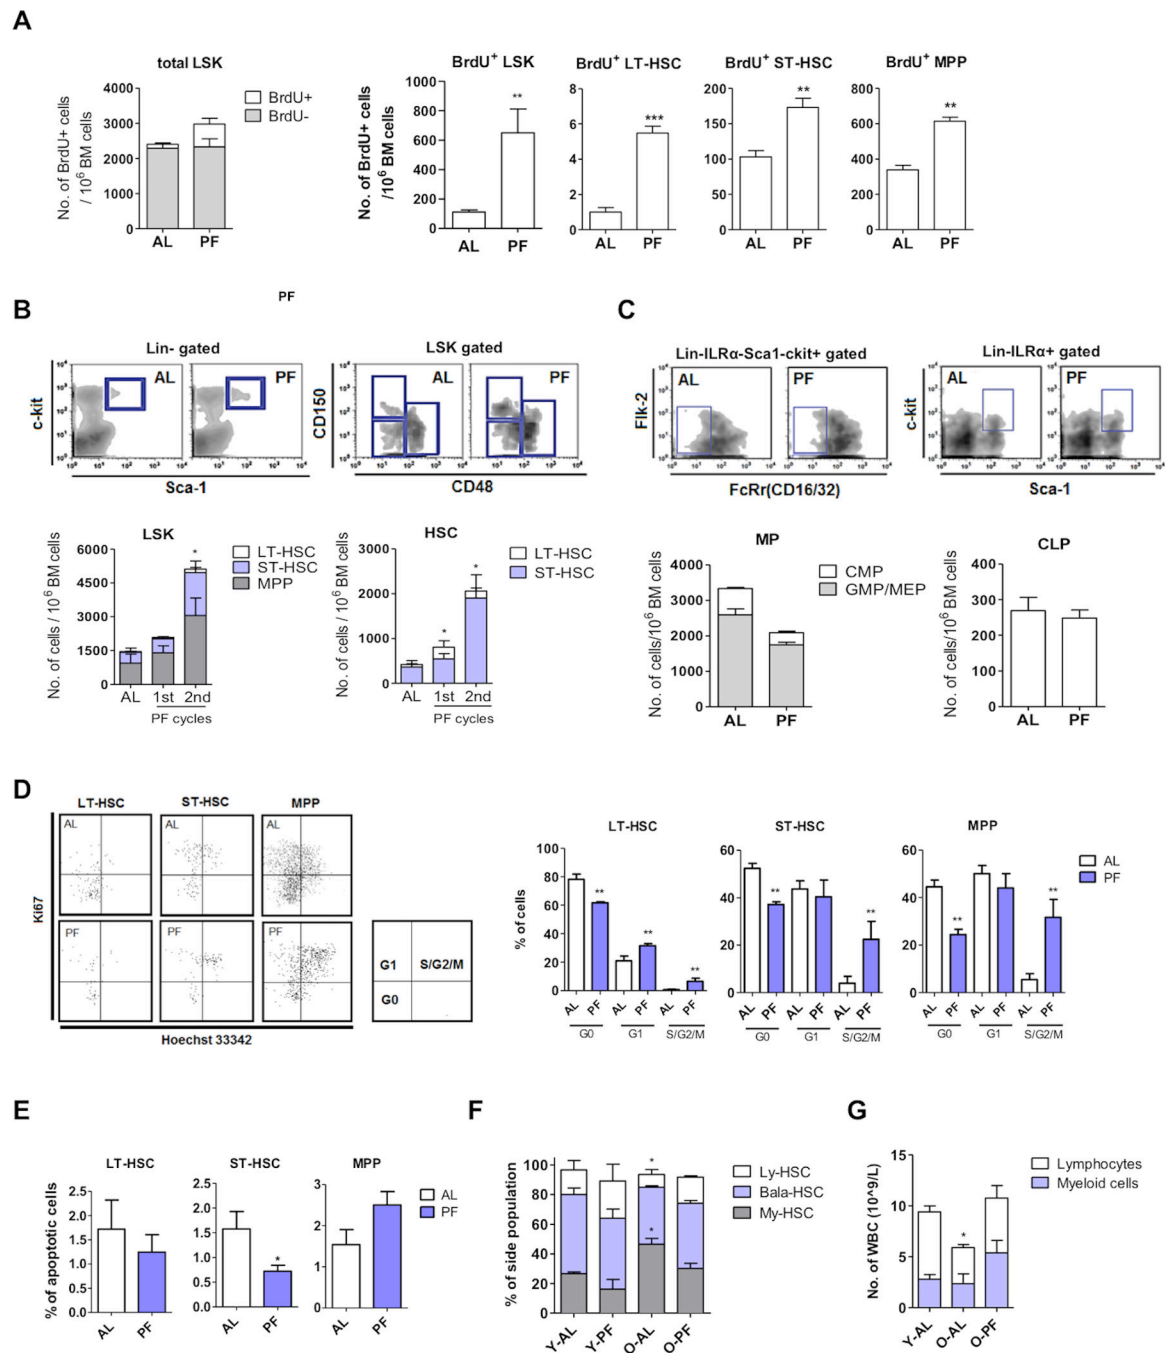 A
total LSK
No. of BrdU+ cells
/ 10⁶ BM cells
4000
3000
2000
1000
0
AL
PF
BrdU+
BrdU-
BrdU⁺ LSK
No. of BrdU+ cells
/10⁶ BM cells
1000
800
600
400
200
0
**
AL
PF
BrdU⁺ LT-HSC
8
6
4
2
0
***
AL
PF
BrdU⁺ ST-HSC
200
150
100
50
0
**
AL
PF
BrdU⁺ MPP
800
600
400
200
0
**
AL
PF
PF
B
Lin- gated
c-kit
AL
PF
Sca-1
LSK gated
CD150
AL
PF
CD48
LSK
No. of cells / 10⁶ BM cells
6000
4500
3000
1500
0
*
AL
1st
2nd
PF cycles
LT-HSC
ST-HSC
MPP
HSC
No. of cells / 10⁶ BM cells
3000
2000
1000
0
*
*
AL
1st
2nd
PF cycles
LT-HSC
ST-HSC
C
Lin-ILRα-Sca1-ckit+ gated
Flk-2
AL
PF
FcRr(CD16/32)
Lin-ILRα+ gated
c-kit
AL
PF
Sca-1
MP
No. of cells/10⁶ BM cells
4000
3000
2000
1000
0
AL
PF
CMP
GMP/MEP
CLP
No. of cells/10⁶ BM cells
400
300
200
100
0
AL
PF
D
LT-HSC
ST-HSC
MPP
Ki67
AL
AL
AL
PF
PF
PF
Hoechst 33342
G1
S/G2/M
G0
LT-HSC
% of cells
100
80
60
40
20
0
**
**
**
AL PF AL PF AL PF
G0
G1
S/G2/M
ST-HSC
60
40
20
0
**
**
AL PF AL PF AL PF
G0
G1
S/G2/M
MPP
60
40
20
0
**
**
AL PF AL PF AL PF
G0
G1
S/G2/M
AL
PF
E
LT-HSC
% of apoptotic cells
2.5
2.0
1.5
1.0
0.5
0.0
AL
PF
ST-HSC
2.5
2.0
1.5
1.0
0.5
0.0
*
AL
PF
MPP
3
2
1
0
AL
PF
AL
PF
F
% of side population
100
80
60
40
20
0
*
*
Y-AL
Y-PF
O-AL
O-PF
Ly-HSC
Bala-HSC
My-HSC
G
No. of WBC (10^9/L)
15
10
5
0
*
Y-AL
O-AL
O-PF
Lymphocytes
Myeloid cells